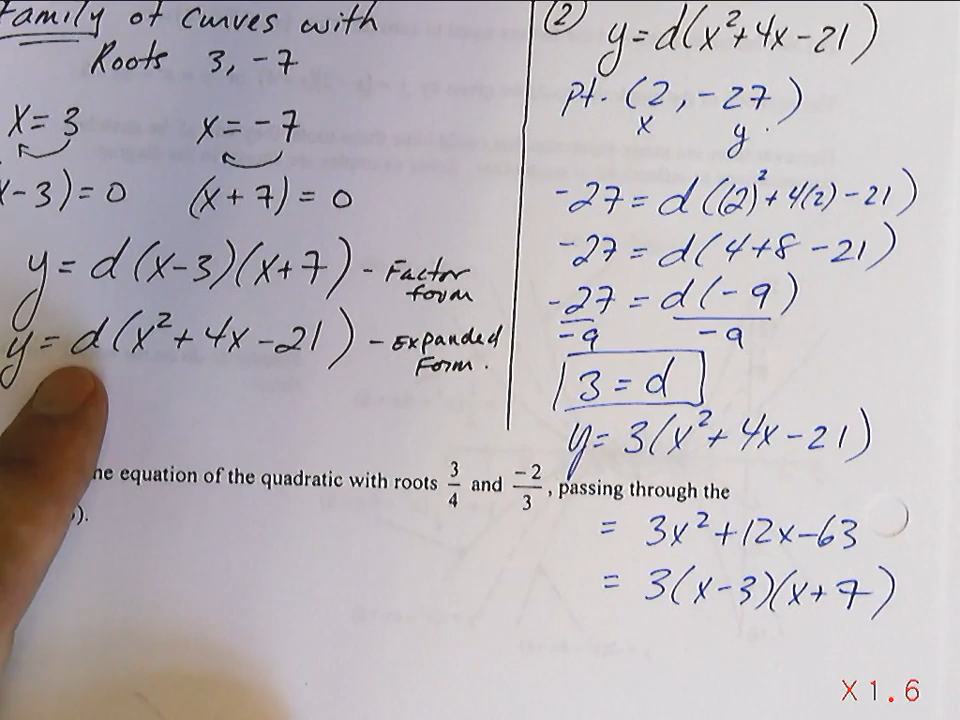 Family of Curves with
Roots 3, -7
x = 3 x = -7
x - 3) = 0 (x + 7) = 0
y = d(x-3)(x+7) - Factor form
y = d(x² + 4x - 21) - Expanded Form.
② y = d(x² + 4x - 21)
pt. (2, -27)
x y
-27 = d((2)² + 4(2) - 21)
-27 = d(4 + 8 - 21)
-27 = d(-9)
-9 -9
3 = d
y = 3(x² + 4x - 21)
he equation of the quadratic with roots 3/4 and -2/3, passing through the
).
= 3x² + 12x - 63
= 3(x-3)(x+7)
X1.6